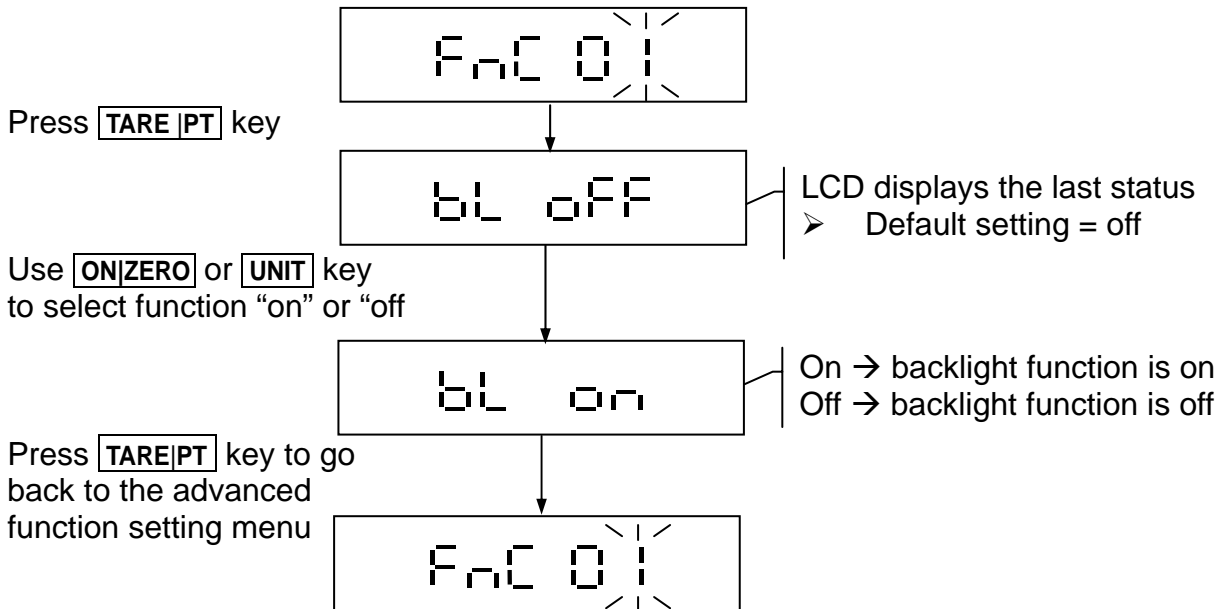 FnC 01
Press TARE |PT key
bL oFF
LCD displays the last status
➢ Default setting = off
Use ON|ZERO or UNIT key
to select function “on” or “off
bL on
On → backlight function is on
Off → backlight function is off
Press TARE|PT key to go
back to the advanced
function setting menu
FnC 01